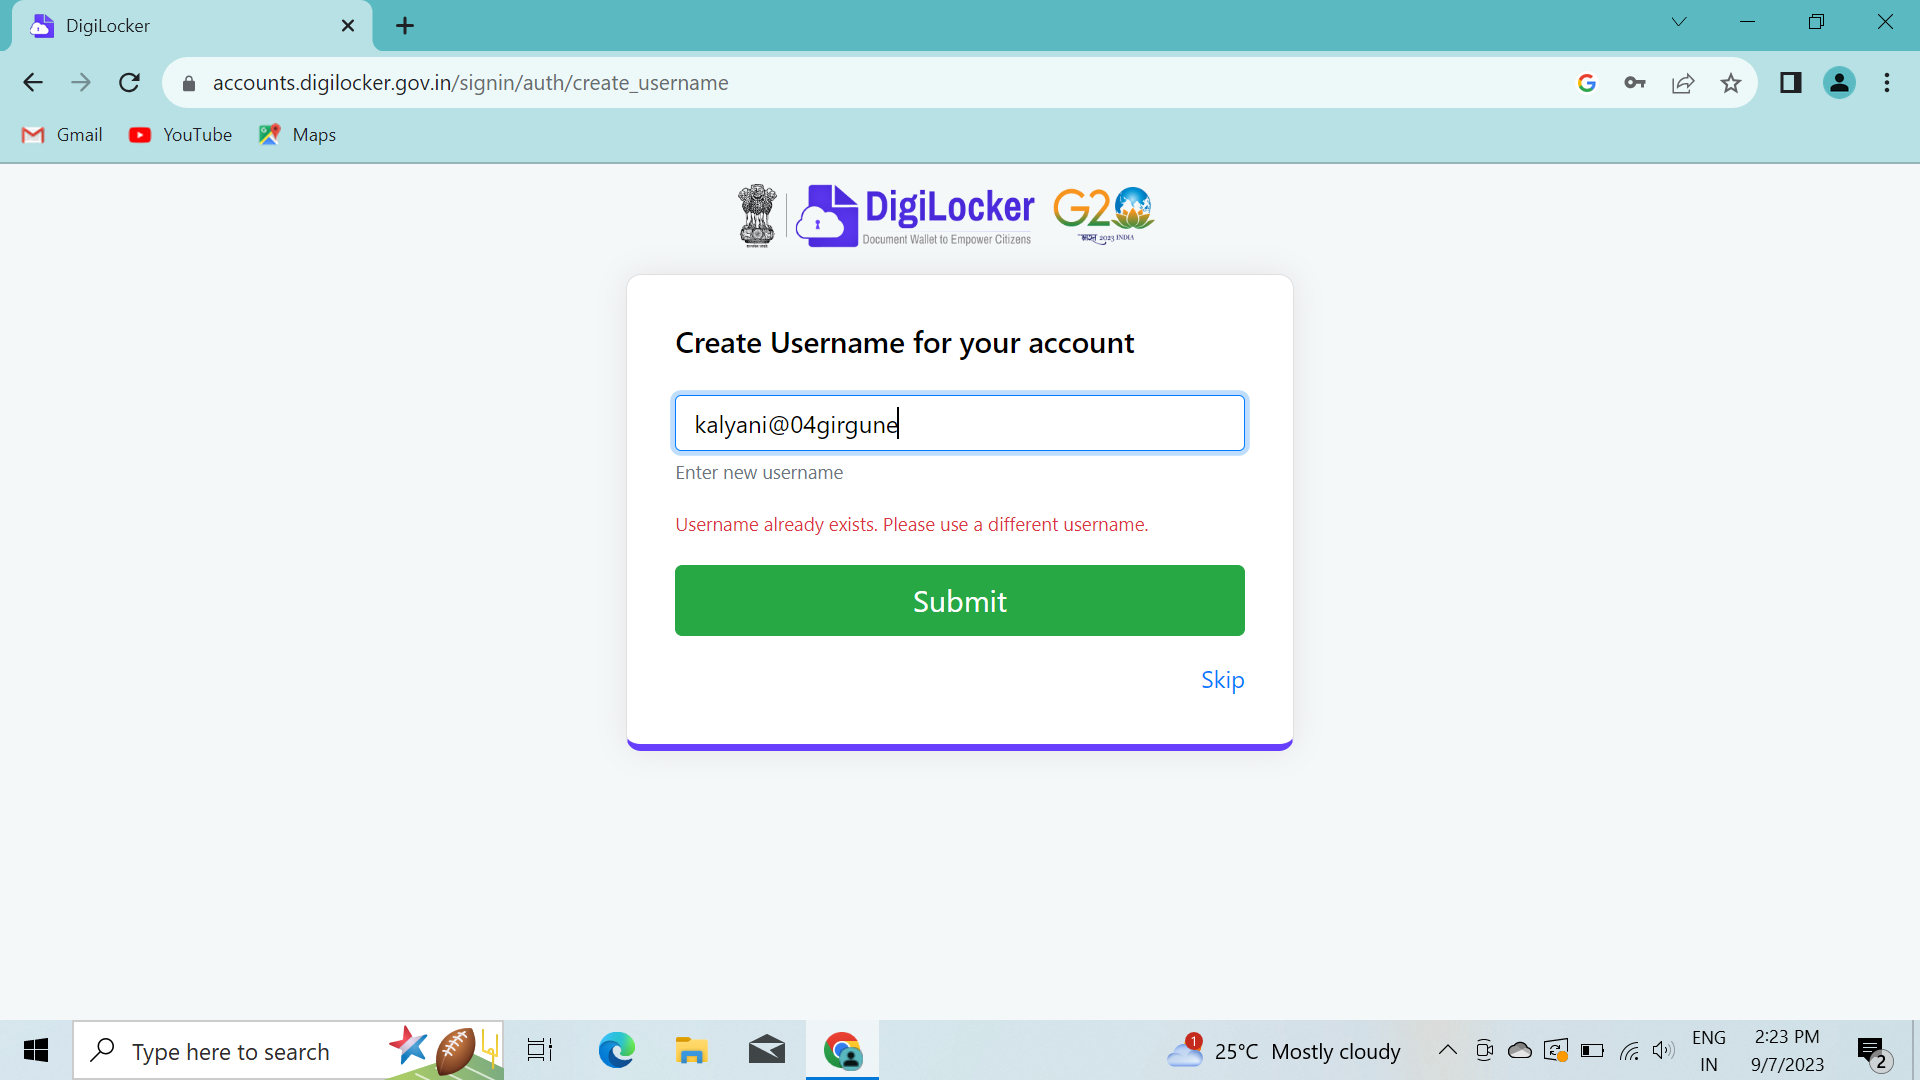 DigiLocker
accounts.digilocker.gov.in/signin/auth/create_username
Gmail YouTube Maps
DigiLocker
Document Wallet to Empower Citizens
G20
भारत 2023 INDIA
Create Username for your account
kalyani@04girgune
Enter new username
Username already exists. Please use a different username.
Submit
Skip
Type here to search
1
25°C Mostly cloudy
ENG
IN
2:23 PM
9/7/2023
2